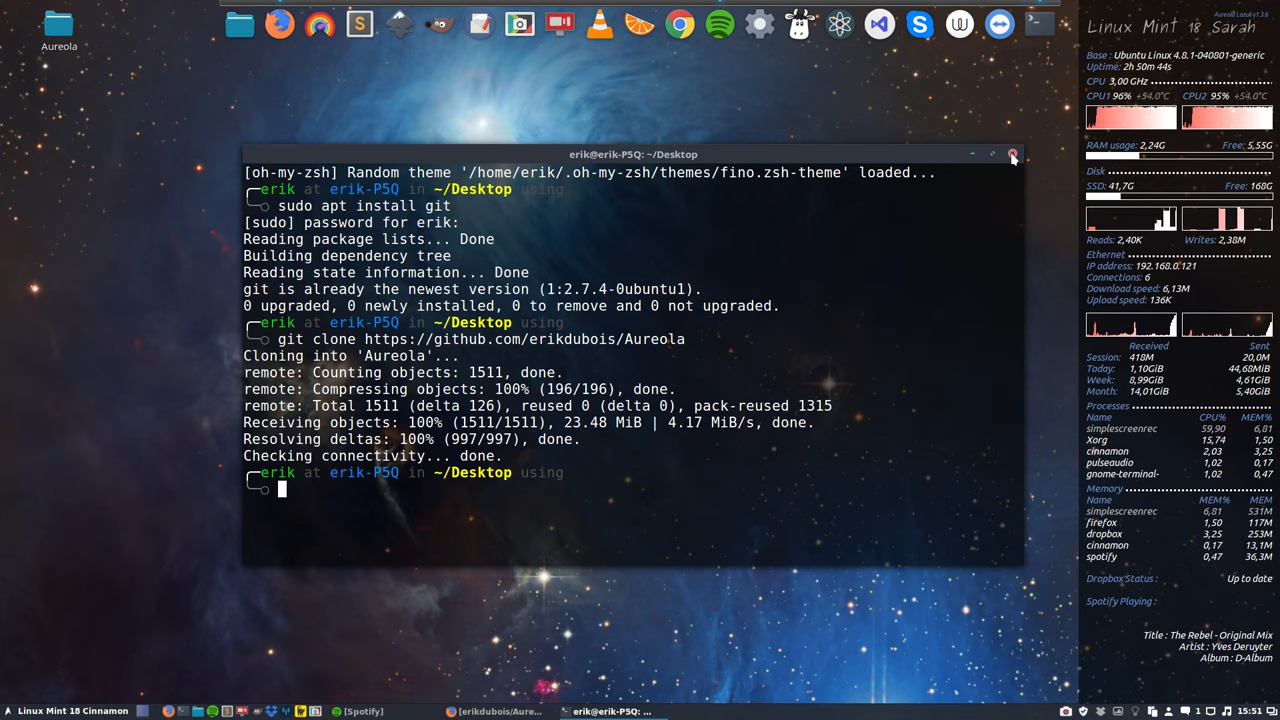 Aureola
erik@erik-P5Q: ~/Desktop
[oh-my-zsh] Random theme '/home/erik/.oh-my-zsh/themes/fino.zsh-theme' loaded...
erik at erik-P5Q in ~/Desktop using
sudo apt install git
[sudo] password for erik:
Reading package lists... Done
Building dependency tree
Reading state information... Done
git is already the newest version (1:2.7.4-0ubuntu1).
0 upgraded, 0 newly installed, 0 to remove and 0 not upgraded.
erik at erik-P5Q in ~/Desktop using
git clone https://github.com/erikdubois/Aureola
Cloning into 'Aureola'...
remote: Counting objects: 1511, done.
remote: Compressing objects: 100% (196/196), done.
remote: Total 1511 (delta 126), reused 0 (delta 0), pack-reused 1315
Receiving objects: 100% (1511/1511), 23.48 MiB | 4.17 MiB/s, done.
Resolving deltas: 100% (997/997), done.
Checking connectivity... done.
erik at erik-P5Q in ~/Desktop using
Aureola Lazuli v1.3.6
Linux Mint 18 Sarah
Base : Ubuntu Linux 4.8.1-040801-generic
Uptime: 2h 50m 44s
CPU 3,00 GHz
CPU1 96% +54.0°C CPU2 95% +54.0°C
RAM usage: 2,24G Free: 5,55G
Disk
SSD: 41,7G Free: 168G
Reads: 2,40K Writes: 2,38M
Ethernet
IP address: 192.168.0.121
Connections: 6
Download speed: 6,13M
Upload speed: 136K
Received Sent
Session: 418M 20,0M
Today: 1,10GiB 44,68MiB
Week: 8,99GiB 4,61GiB
Month: 14,01GiB 5,40GiB
Processes
Name CPU% MEM%
simplescreenrec 59,90 6,81
Xorg 15,74 1,50
cinnamon 2,03 3,25
pulseaudio 1,02 0,17
gnome-terminal- 1,02 0,47
Memory
Name MEM% MEM
simplescreenrec 6,81 531M
firefox 1,50 117M
dropbox 3,25 253M
cinnamon 0,17 13,1M
spotify 0,47 36,3M
Dropbox Status : Up to date
Spotify Playing :
Title : The Rebel - Original Mix
Artist : Yves Deruyter
Album : D-Album
Linux Mint 18 Cinnamon
[Spotify]
[erikdubois/Aure...
erik@erik-P5Q: ...
1
15:51